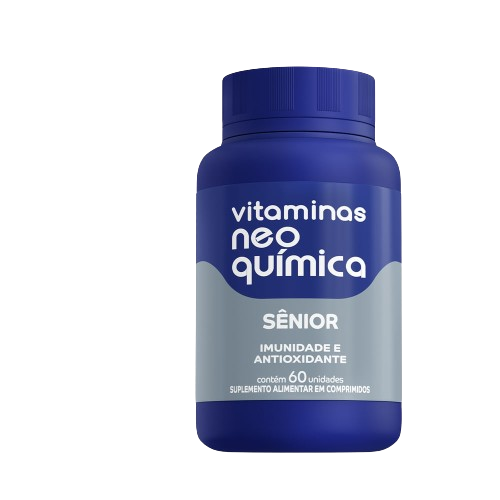 vitaminas
neo
química
SÊNIOR
IMUNIDADE E
ANTIOXIDANTE
contém 60 unidades
SUPLEMENTO ALIMENTAR EM COMPRIMIDOS